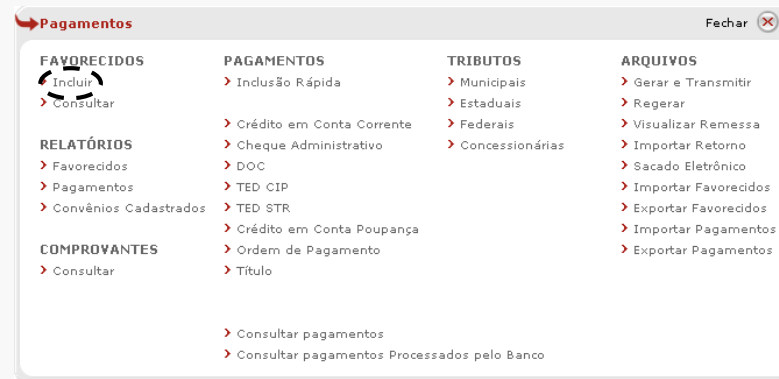 Pagamentos
Fechar
FAVORECIDOS
Incluir
Consultar
RELATÓRIOS
Favorecidos
Pagamentos
Convênios Cadastrados
COMPROVANTES
Consultar
PAGAMENTOS
Inclusão Rápida
Crédito em Conta Corrente
Cheque Administrativo
DOC
TED CIP
TED STR
Crédito em Conta Poupança
Ordem de Pagamento
Título
Consultar pagamentos
Consultar pagamentos Processados pelo Banco
TRIBUTOS
Municipais
Estaduais
Federais
Concessionárias
ARQUIVOS
Gerar e Transmitir
Regerar
Visualizar Remessa
Importar Retorno
Sacado Eletrônico
Importar Favorecidos
Exportar Favorecidos
Importar Pagamentos
Exportar Pagamentos